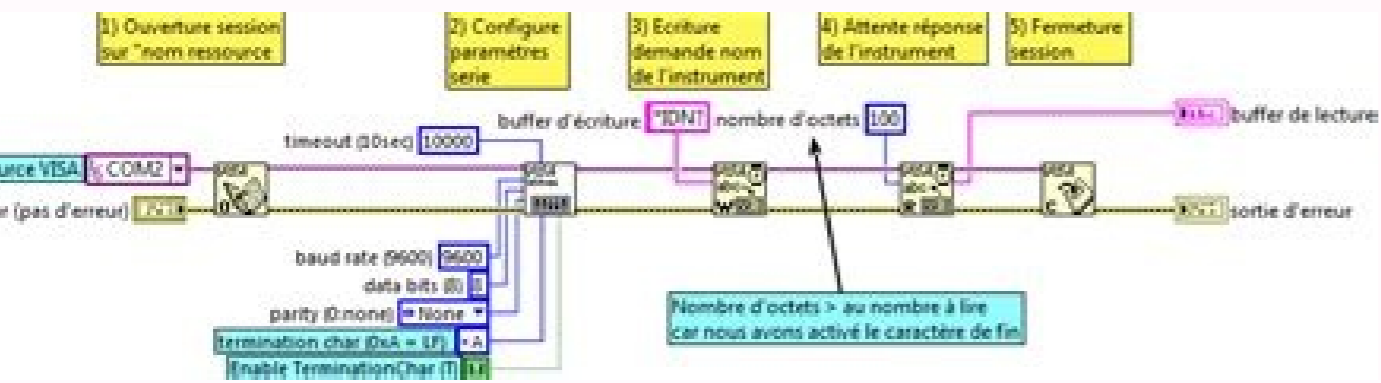 1) Ouverture session
sur "nom ressource
2) Configure
paramètres
serie
3) Ecriture
demande nom
de l'instrument
4) Attente réponse
de l'instrument
5) Fermeture
session
buffer d'écriture *IDN? nombre d'octets 100
buffer de lecture
timeout (10sec) 10000
urce VISA COM2
r (pas d'erreur)
sortie d'erreur
baud rate (9600) 9600
data bits (8) 8
parity (0:none) None
termination char (0xA = LF) A
Enable TerminationChar (T)
Nombre d'octets > au nombre à lire
car nous avons activé le caractère de fin